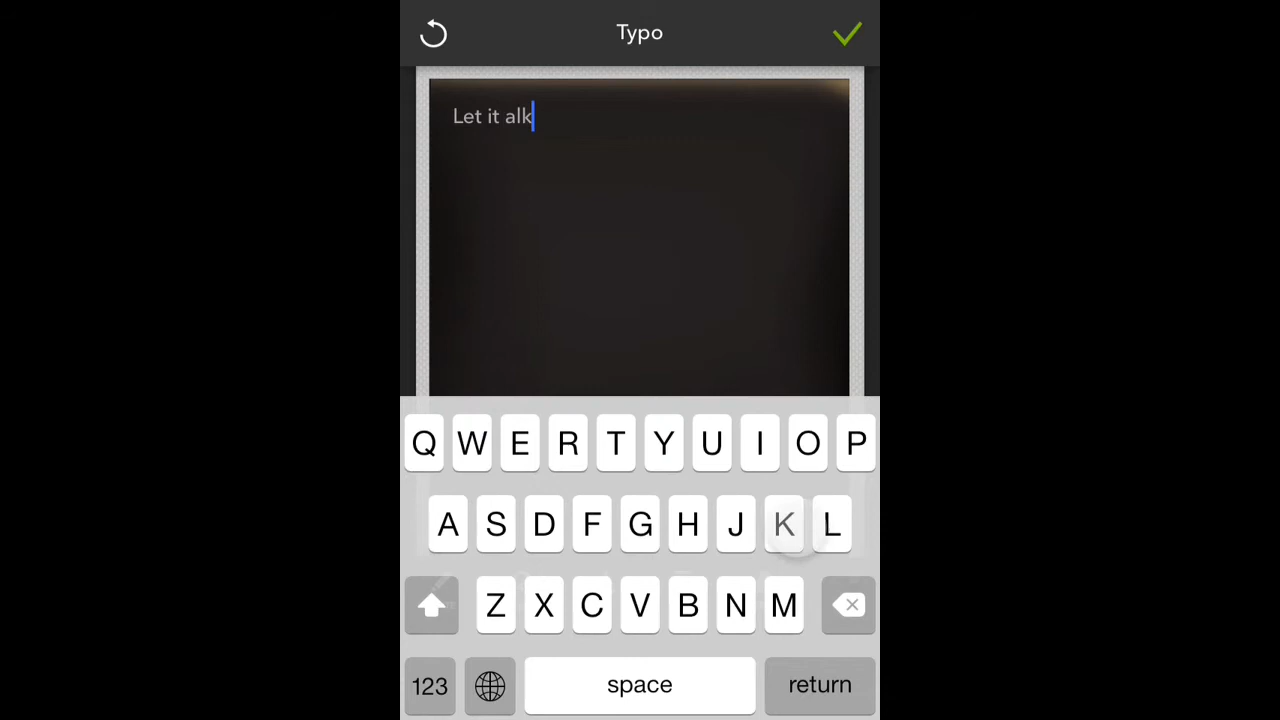 Typo
Let it alk
Q W E R T Y U I O P
A S D F G H J K L
Z X C V B N M
123 space return